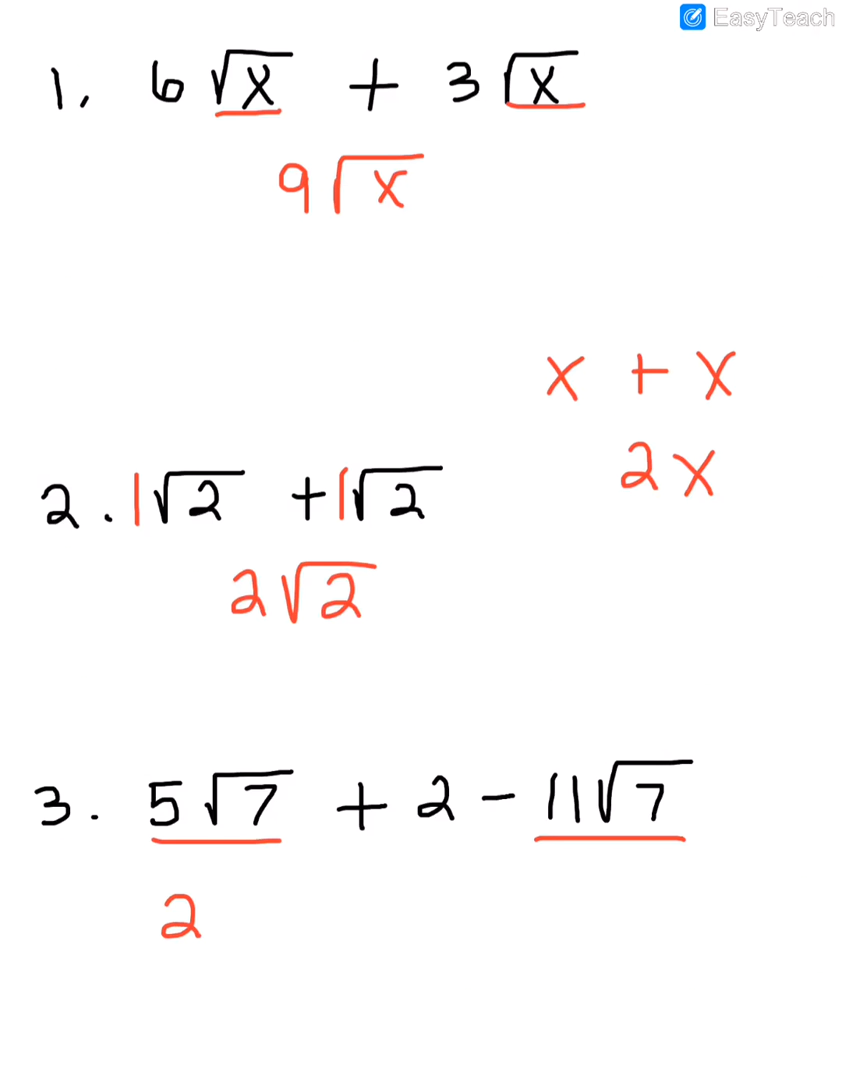 EasyTeach
1. 6√x + 3√x
9√x
x + x
2x
2. 1√2 + 1√2
2√2
3. 5√7 + 2 - 11√7
2